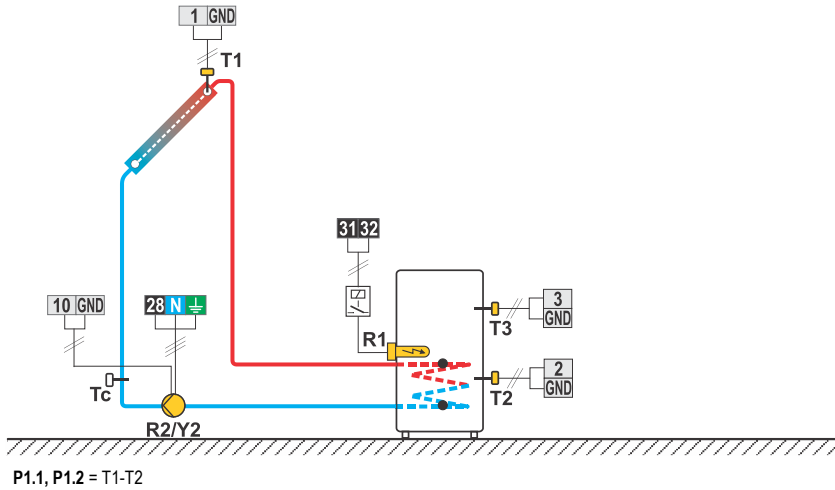 1 GND
T1
31 32
10 GND
28 N
3
GND
R1
T3
2
GND
Tc
T2
R2/Y2
P1.1, P1.2 = T1-T2